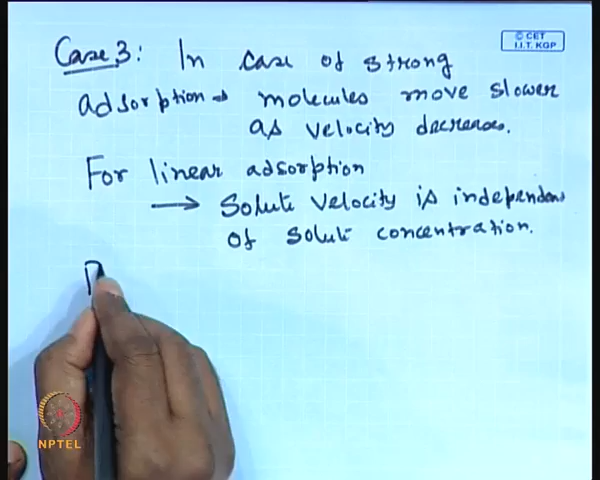 © CET
I.I.T. KGP
Case 3: In case of strong
adsorption → molecules move slower
as velocity decreases.
For linear adsorption
→ Solute velocity is independent
of solute concentration.
NPTEL